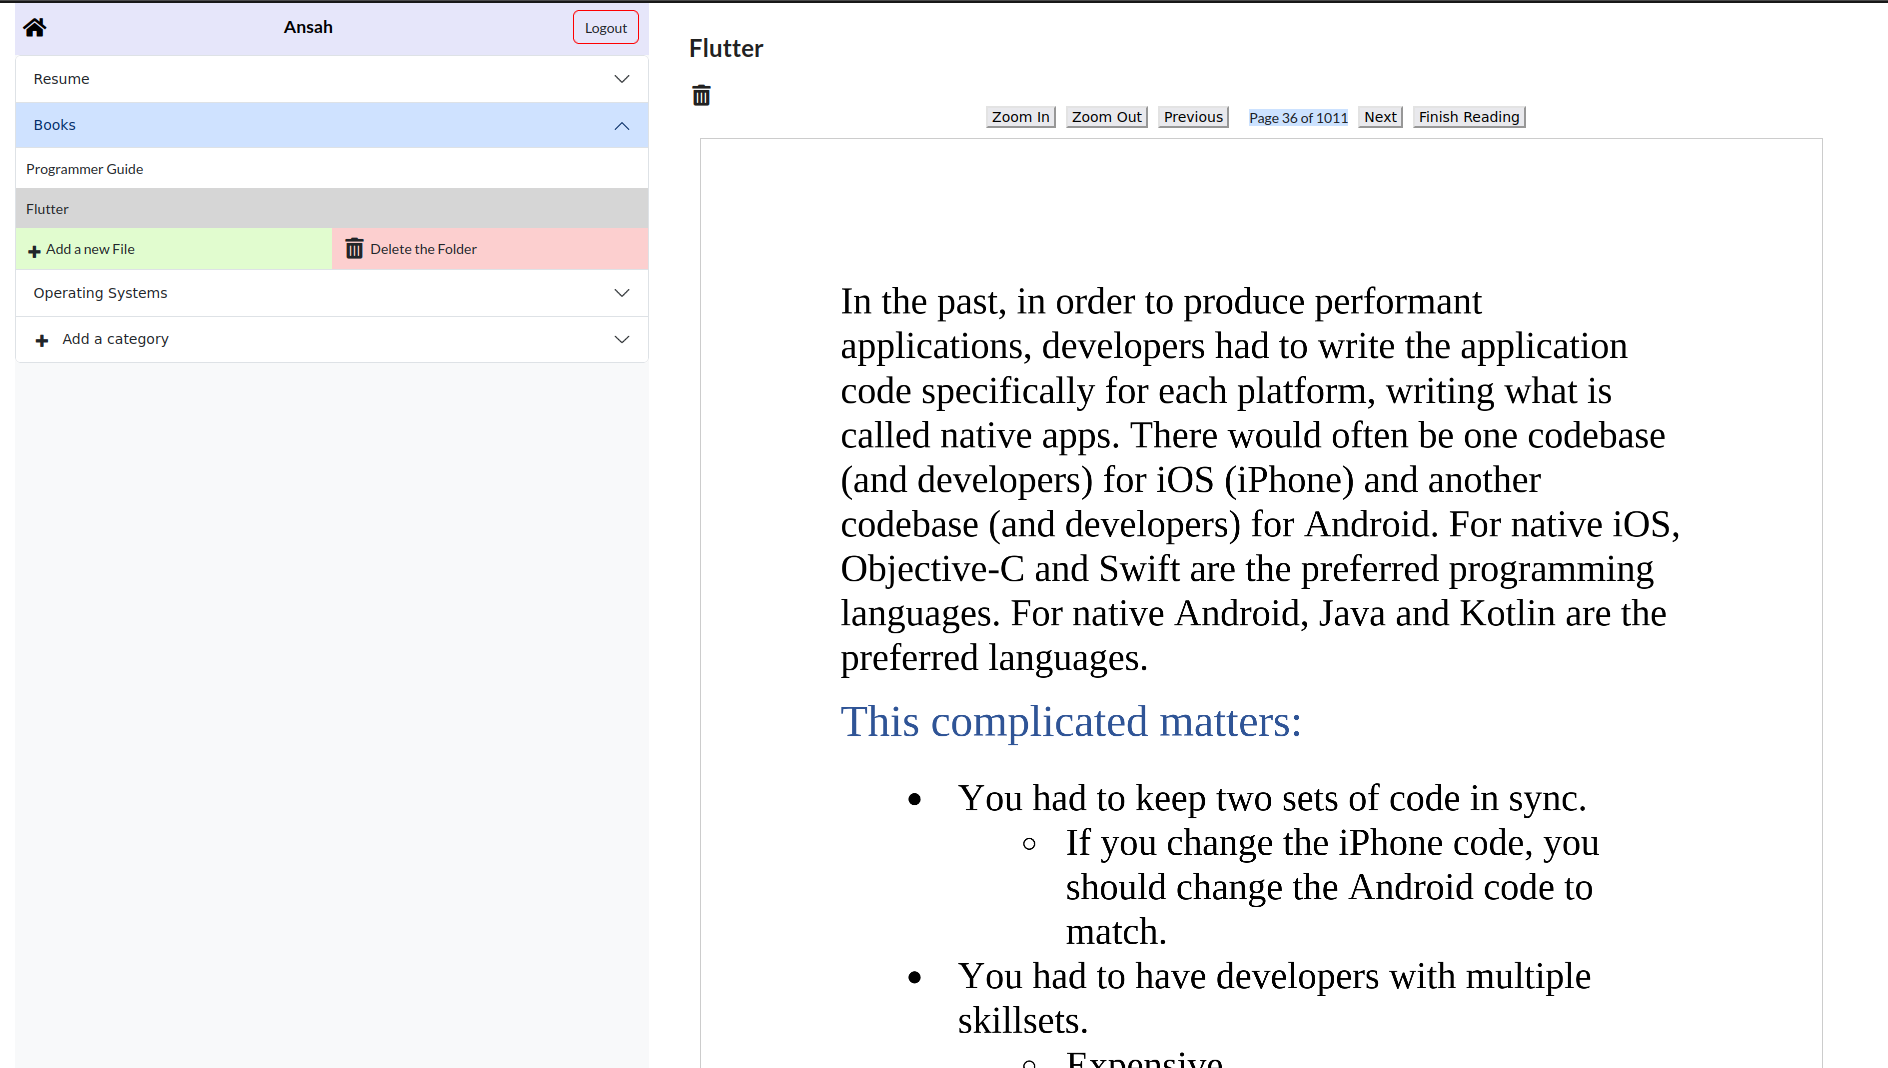 Ansah
Logout
Resume
Books
Programmer Guide
Flutter
Add a new File
Delete the Folder
Operating Systems
Add a category
Flutter
Zoom In Zoom Out Previous Page 36 of 1011 Next Finish Reading
In the past, in order to produce performant
applications, developers had to write the application
code specifically for each platform, writing what is
called native apps. There would often be one codebase
(and developers) for iOS (iPhone) and another
codebase (and developers) for Android. For native iOS,
Objective-C and Swift are the preferred programming
languages. For native Android, Java and Kotlin are the
preferred languages.
This complicated matters:
• You had to keep two sets of code in sync.
○ If you change the iPhone code, you
should change the Android code to
match.
• You had to have developers with multiple
skillsets.
○ Expensive